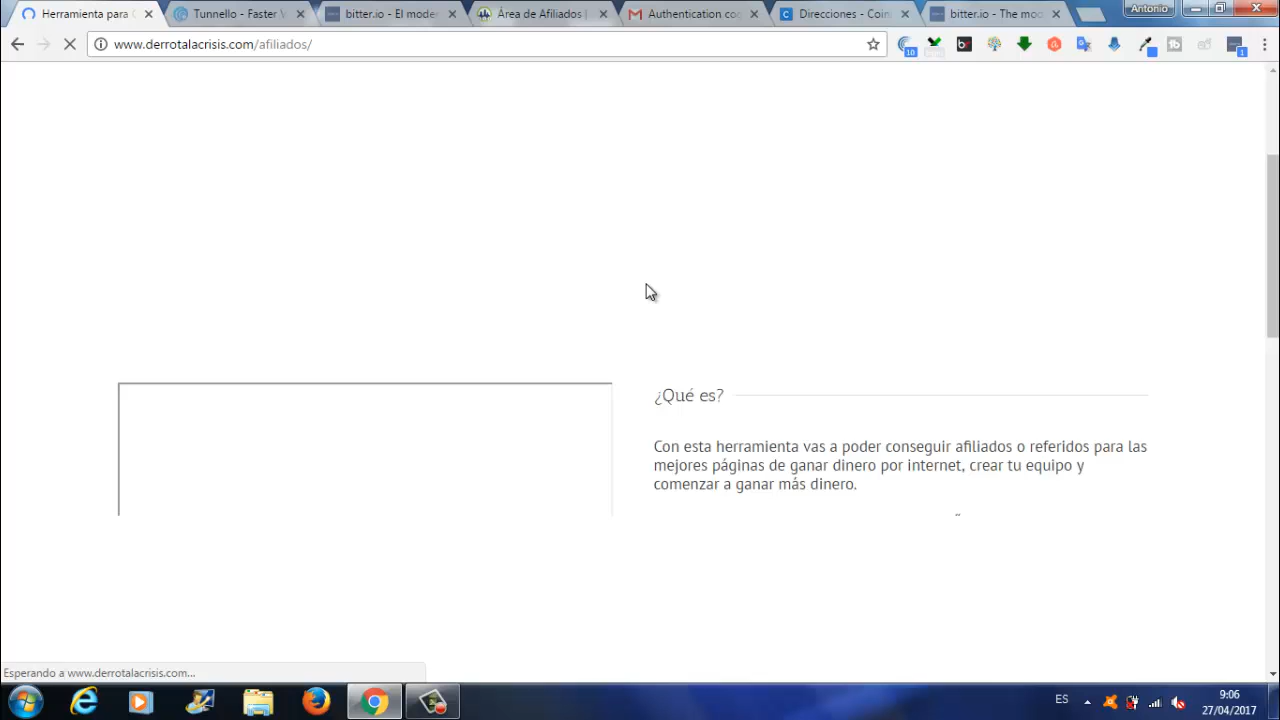 Herramienta para C
Tunnello - Faster V
bitter.io - El mode
Área de Afiliados |
Authentication co
Direcciones - Coin
bitter.io - The mo
Antonio
www.derrotalacrisis.com/afiliados/
10
1
¿Qué es?
Con esta herramienta vas a poder conseguir afiliados o referidos para las
mejores páginas de ganar dinero por internet, crear tu equipo y
comenzar a ganar más dinero.
Esperando a www.derrotalacrisis.com...
ES
9:06
27/04/2017